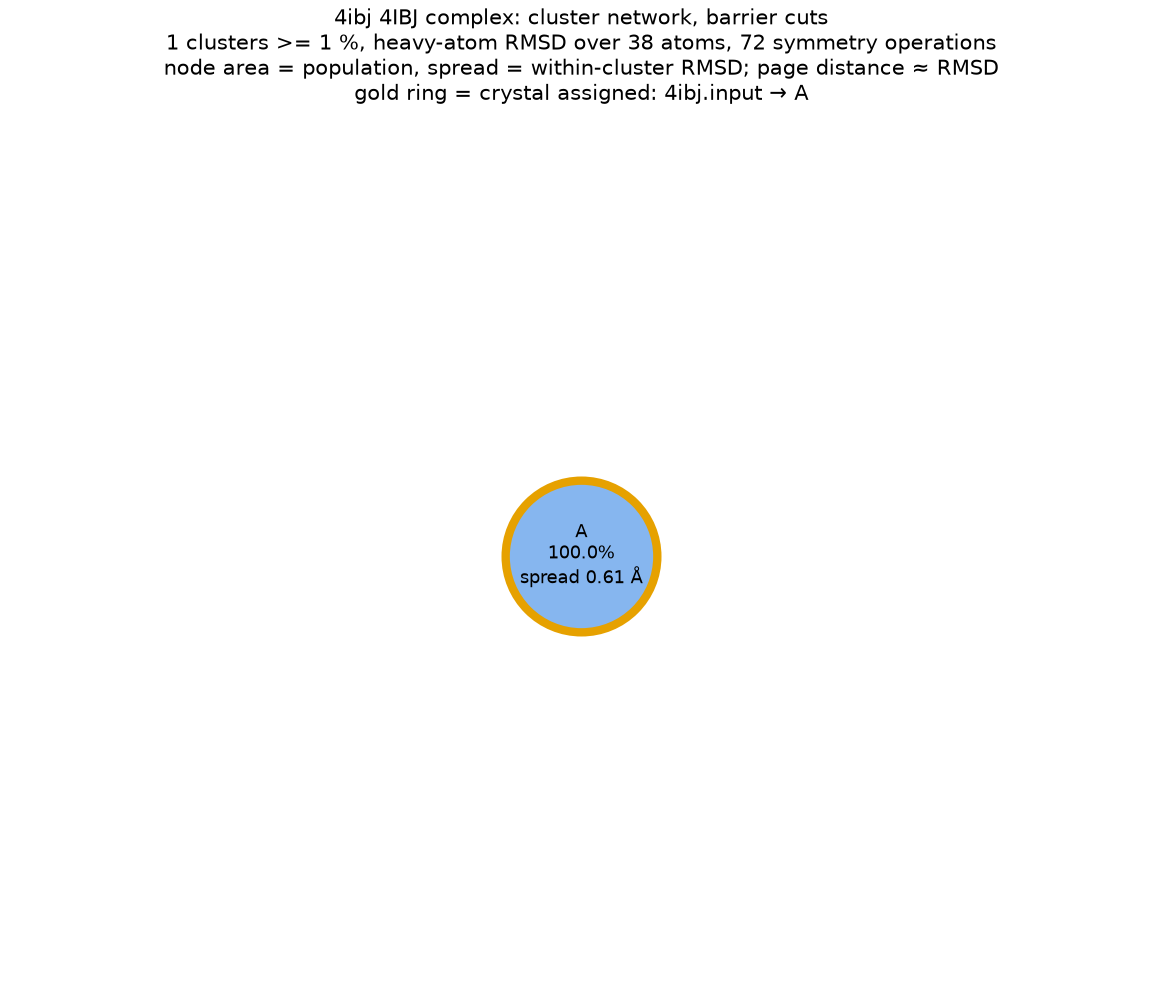 4ibj 4IBJ complex: cluster network, barrier cuts
1 clusters >= 1 %, heavy-atom RMSD over 38 atoms, 72 symmetry operations
node area = population, spread = within-cluster RMSD; page distance ≈ RMSD
gold ring = crystal assigned: 4ibj.input → A
A
100.0%
spread 0.61 Å